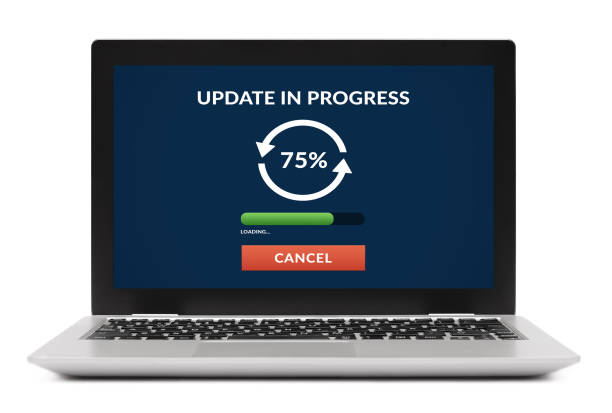 UPDATE IN PROGRESS
75%
LOADING...
CANCEL